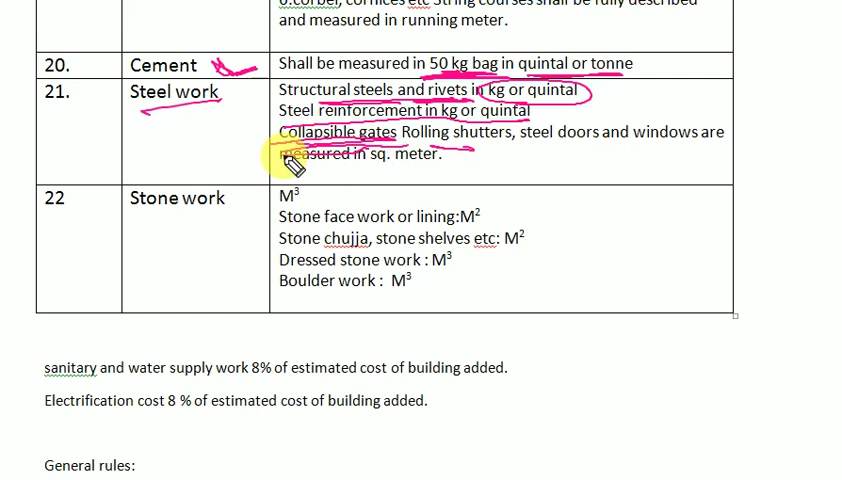 6.corbel, cornices etc String courses shall be fully described
and measured in running meter.
20. Cement Shall be measured in 50 kg bag in quintal or tonne
21. Steel work Structural steels and rivets in kg or quintal
Steel reinforcement in kg or quintal
Collapsible gates Rolling shutters, steel doors and windows are
measured in sq. meter.
22 Stone work M³
Stone face work or lining:M²
Stone chujja, stone shelves etc: M²
Dressed stone work : M³
Boulder work : M³
sanitary and water supply work 8% of estimated cost of building added.
Electrification cost 8 % of estimated cost of building added.
General rules: